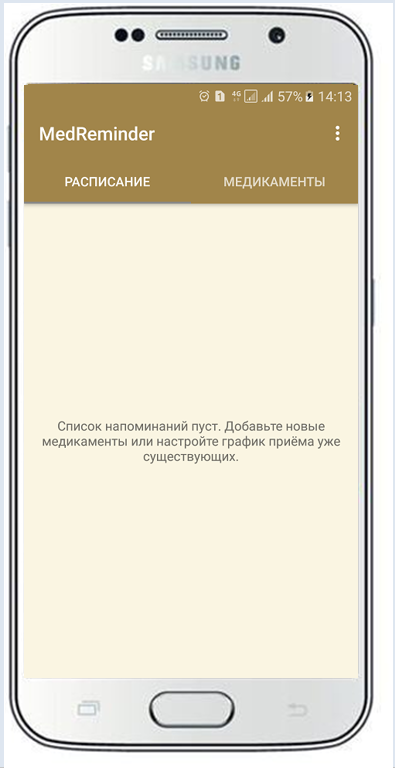 SAMSUNG
4G 57% 14:13
MedReminder
РАСПИСАНИЕ МЕДИКАМЕНТЫ
Список напоминаний пуст. Добавьте новые
медикаменты или настройте график приёма уже
существующих.